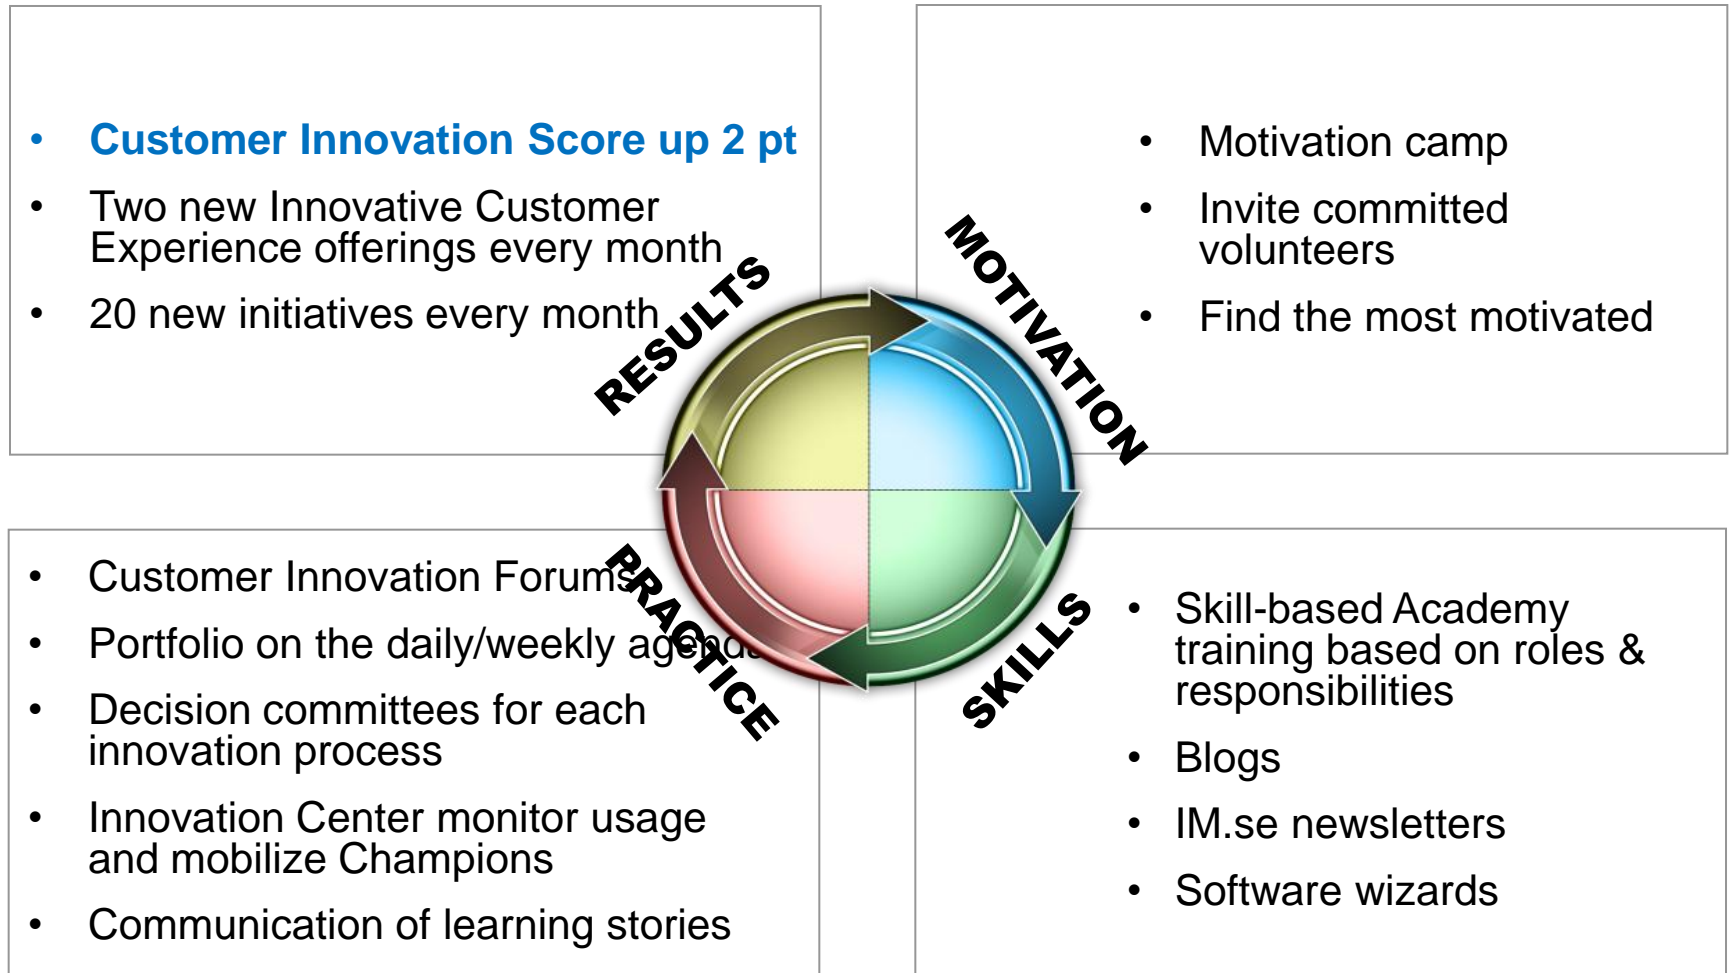 • Customer Innovation Score up 2 pt
• Two new Innovative Customer
Experience offerings every month
• 20 new initiatives every month
RESULTS
• Motivation camp
• Invite committed
volunteers
• Find the most motivated
MOTIVATION
• Customer Innovation Forums
• Portfolio on the daily/weekly agenda
• Decision committees for each
innovation process
• Innovation Center monitor usage
and mobilize Champions
• Communication of learning stories
PRACTICE
• Skill-based Academy
training based on roles &
responsibilities
• Blogs
• IM.se newsletters
• Software wizards
SKILLS